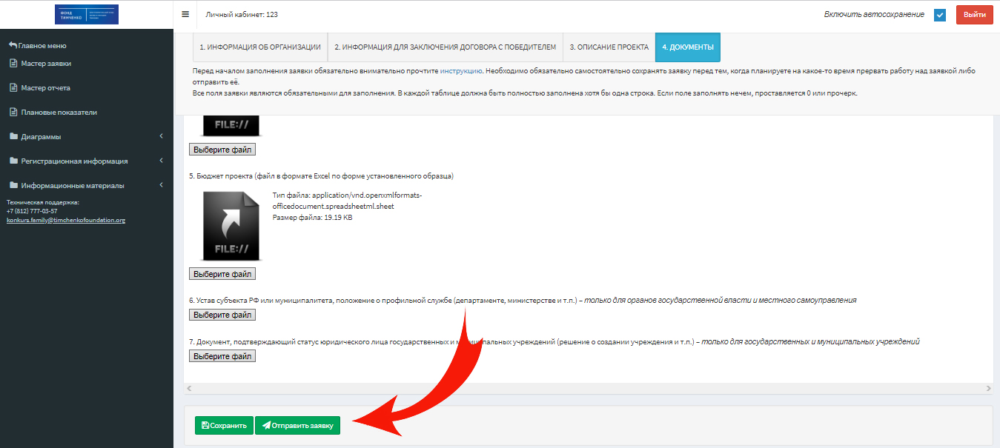 ФОНД
ТИМЧЕНКО
Личный кабинет: 123
Включить автосохранение
Выйти
Главное меню
Мастер заявки
Мастер отчета
Плановые показатели
Диаграммы
Регистрационная информация
Информационные материалы
Техническая поддержка:
+7 (812) 777-03-57
konkurs.family@timchenkofoundation.org
1. ИНФОРМАЦИЯ ОБ ОРГАНИЗАЦИИ
2. ИНФОРМАЦИЯ ДЛЯ ЗАКЛЮЧЕНИЯ ДОГОВОРА С ПОБЕДИТЕЛЕМ
3. ОПИСАНИЕ ПРОЕКТА
4. ДОКУМЕНТЫ
Перед началом заполнения заявки обязательно внимательно прочтите инструкцию. Необходимо обязательно самостоятельно сохранять заявку перед тем, когда планируете на какое-то время прервать работу над заявкой либо
отправить её.
Все поля заявки являются обязательными для заполнения. В каждой таблице должна быть полностью заполнена хотя бы одна строка. Если поле заполнять нечем, проставляется 0 или прочерк.
FILE://
Выберите файл
5. Бюджет проекта (файл в формате Excel по форме установленного образца)
Тип файла: application/vnd.openxmlformats-
officedocument.spreadsheetml.sheet
Размер файла: 19.19 KB
FILE://
Выберите файл
6. Устав субъекта РФ или муниципалитета, положение о профильной службе (департаменте, министерстве и т.п.) – только для органов государственной власти и местного самоуправления
Выберите файл
7. Документ, подтверждающий статус юридического лица государственных и муниципальных учреждений (решение о создании учреждения и т.п.) – только для государственных и муниципальных учреждений
Выберите файл
Сохранить
Отправить заявку